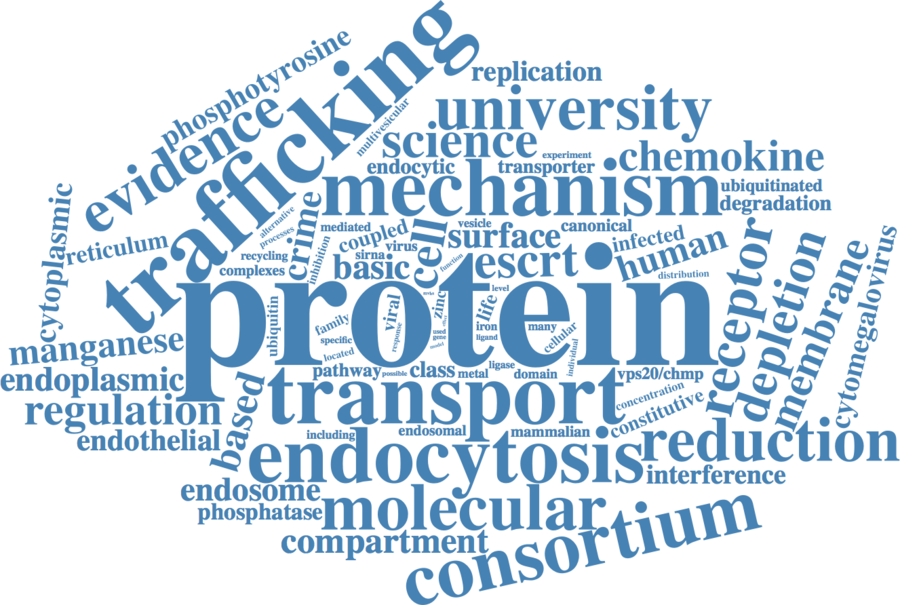 phosphotyrosine
trafficking
replication
evidence
multivesicular
university
science
experiment
chemokine
endocytic
transporter
mechanism
ubiquitinated
degradation
cytoplasmic
reticulum
alternative
processes
crime
mediated
coupled
cell
vesicle
canonical
surface
infected
human
receptor
depletion
membrane
cytomegalovirus
recycling
complexes
inhibition
sirna
virus
basic
function
escrt
distribution
protein
manganese
ubiquitin
family
specific
located
viral
response
zinc
used
gene
level
life
iron
ligand
many
cellular
individual
endoplasmic
pathway
possible
class
metal
ligase
domain
vps20/chmp
regulation
based
transport
concentration
constitutive
endothelial
including
endosomal
mammalian
reduction
endocytosis
interference
endosome
phosphatase
molecular
compartment
consortium